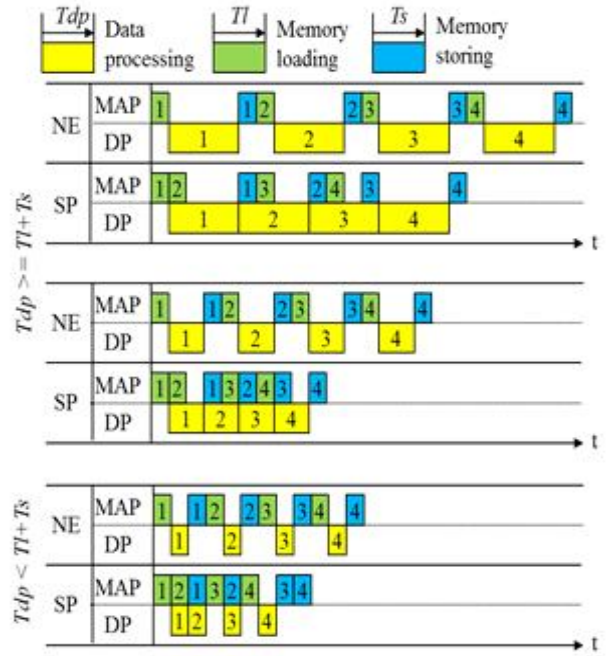 Tdp Data processing
Tl Memory loading
Ts Memory storing
Tdp >= Tl+Ts
NE MAP 1 1 2 2 3 3 4 4
DP 1 2 3 4
SP MAP 1 2 1 3 2 4 3 4
DP 1 2 3 4
t
NE MAP 1 1 2 2 3 3 4 4
DP 1 2 3 4
SP MAP 1 2 1 3 2 4 3 4
DP 1 2 3 4
t
Tdp < Tl+Ts
NE MAP 1 1 2 2 3 3 4 4
DP 1 2 3 4
SP MAP 1 2 1 3 2 4 3 4
DP 1 2 3 4
t